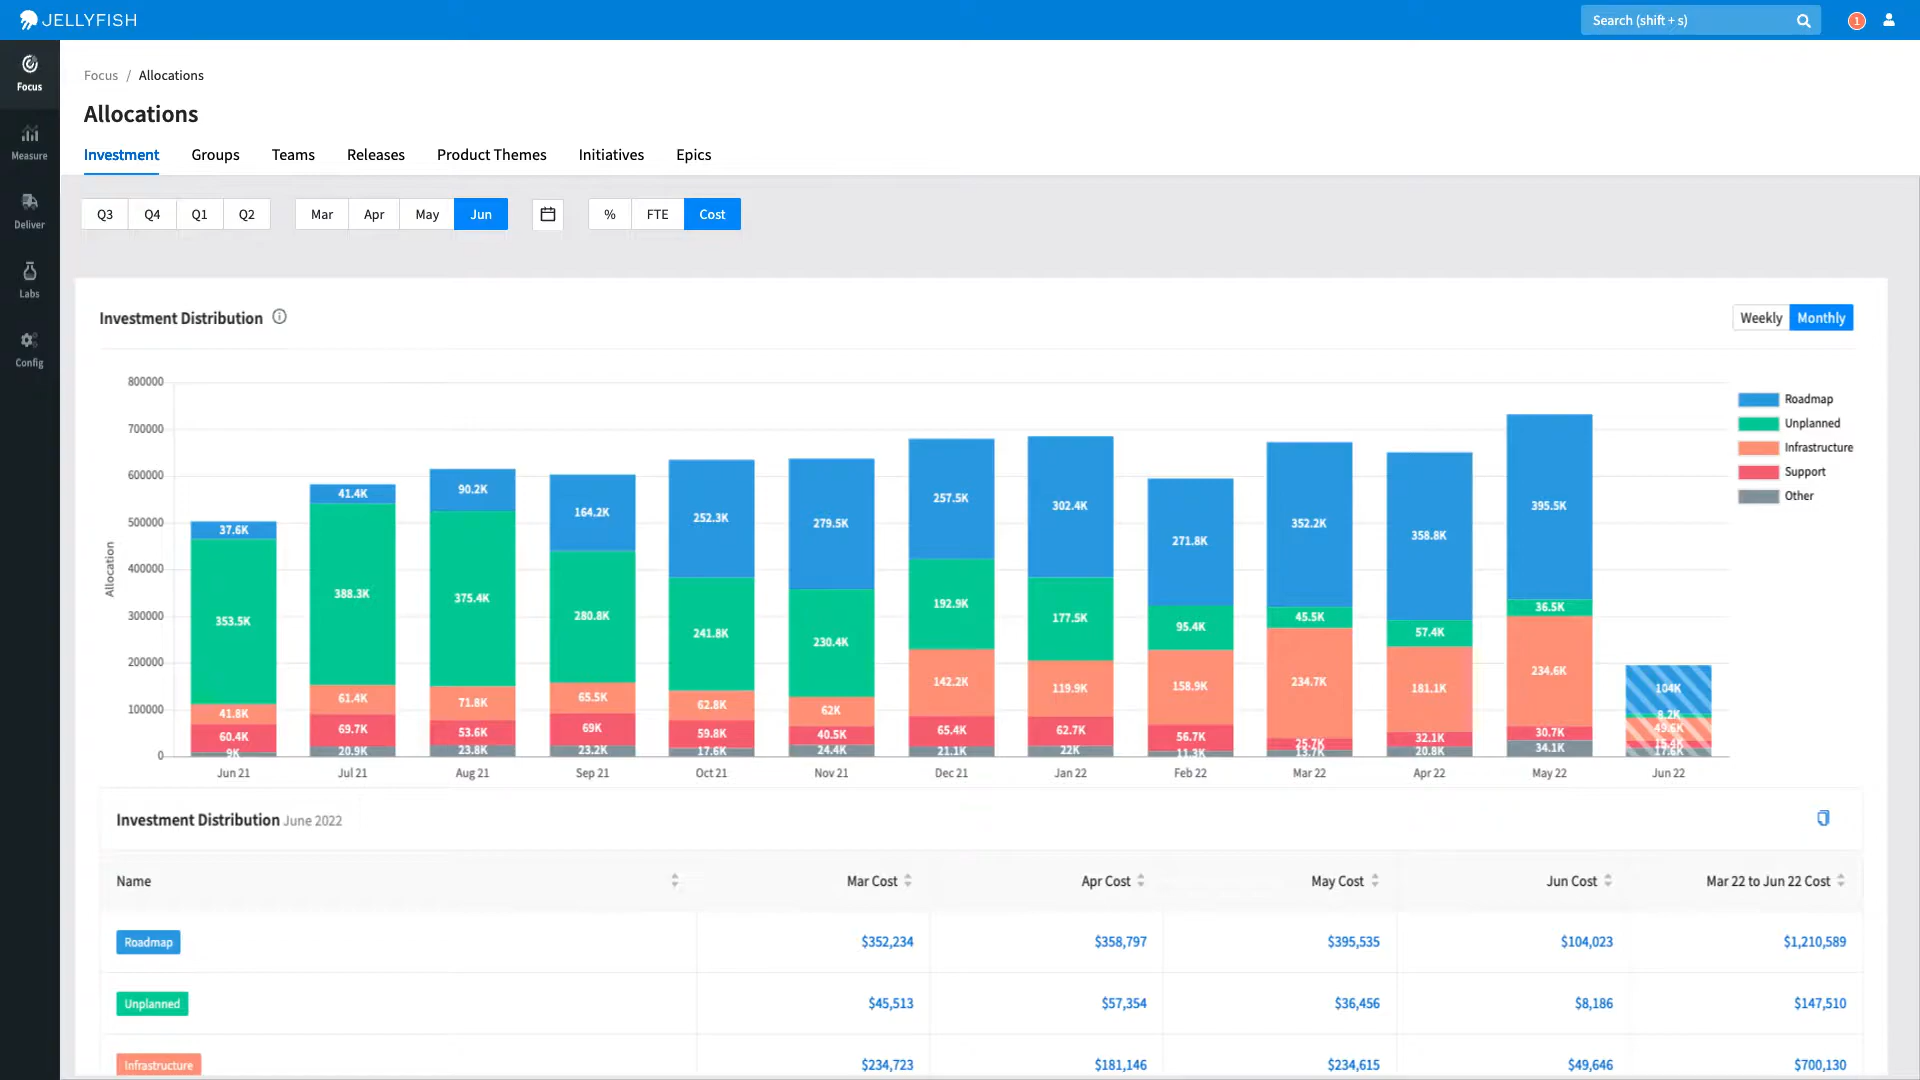 JELLYFISH
Search (shift + s)
1
Focus
Measure
Deliver
Labs
Config
Focus / Allocations
Allocations
Investment Groups Teams Releases Product Themes Initiatives Epics
Q3 Q4 Q1 Q2 Mar Apr May Jun % FTE Cost
Investment Distribution
Weekly Monthly
Allocation
800000
700000
600000
500000
400000
300000
200000
100000
0
37.6K
353.5K
41.8K
60.4K
9K
41.4K
388.3K
61.4K
69.7K
20.9K
90.2K
375.4K
71.8K
53.6K
23.8K
164.2K
280.8K
65.5K
69K
23.2K
252.3K
241.8K
62.8K
59.8K
17.6K
279.5K
230.4K
62K
40.5K
24.4K
257.5K
192.9K
142.2K
65.4K
21.1K
302.4K
177.5K
119.9K
62.7K
22K
271.8K
95.4K
158.9K
56.7K
11.3K
352.2K
45.5K
234.7K
25.7K
13.7K
358.8K
57.4K
181.1K
32.1K
20.8K
395.5K
36.5K
234.6K
30.7K
34.1K
104K
8.2K
49.6K
17.6K
Jun 21 Jul 21 Aug 21 Sep 21 Oct 21 Nov 21 Dec 21 Jan 22 Feb 22 Mar 22 Apr 22 May 22 Jun 22
Roadmap
Unplanned
Infrastructure
Support
Other
Investment Distribution June 2022
Name Mar Cost Apr Cost May Cost Jun Cost Mar 22 to Jun 22 Cost
Roadmap $352,234 $358,797 $395,535 $104,023 $1,210,589
Unplanned $45,513 $57,354 $36,456 $8,186 $147,510
Infrastructure $234,723 $181,146 $234,615 $49,646 $700,130